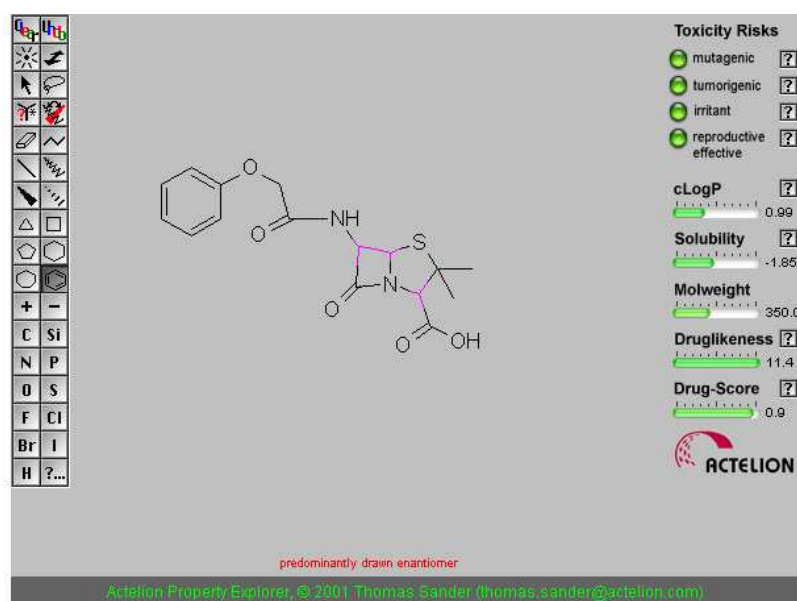 Toxicity Risks
mutagenic ?
tumorigenic ?
irritant ?
reproductive ?
effective
cLogP ?
0.99
Solubility ?
-1.85
Molweight
350.0
Druglikeness ?
11.4
Drug-Score ?
0.9
ACTELION
O
O
NH
S
O
N
O
OH
+ -
C Si
N P
O S
F Cl
Br I
H ?...
predominantly drawn enantiomer
Actelion Property Explorer, © 2001 Thomas Sander (thomas.sander@actelion.com)